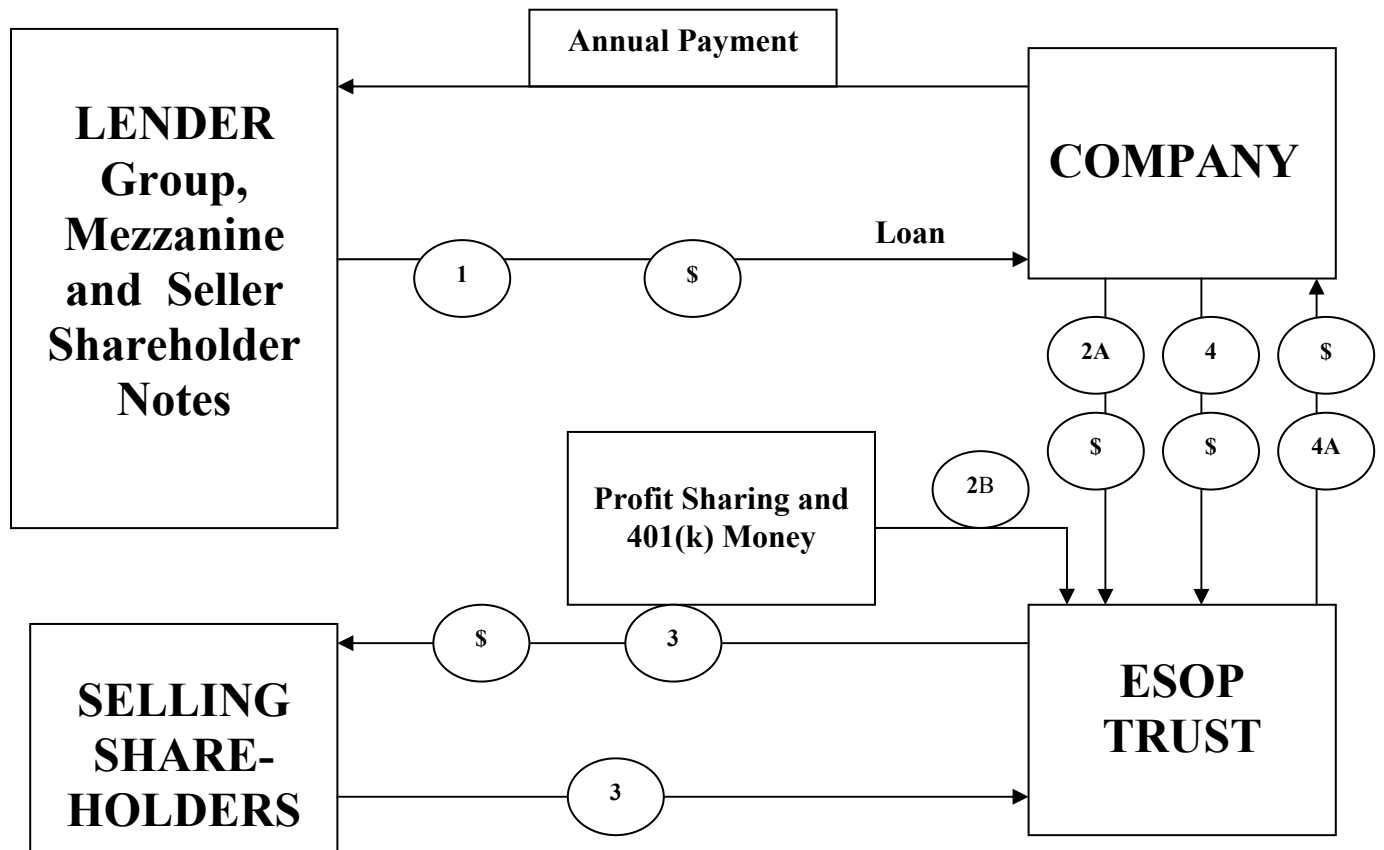 Annual Payment
LENDER
Group,
Mezzanine
and Seller
Shareholder
Notes
COMPANY
Loan
1
$
2A
4
$
$
$
4A
Profit Sharing and
401(k) Money
2B
$
3
SELLING
SHARE-
HOLDERS
ESOP
TRUST
3